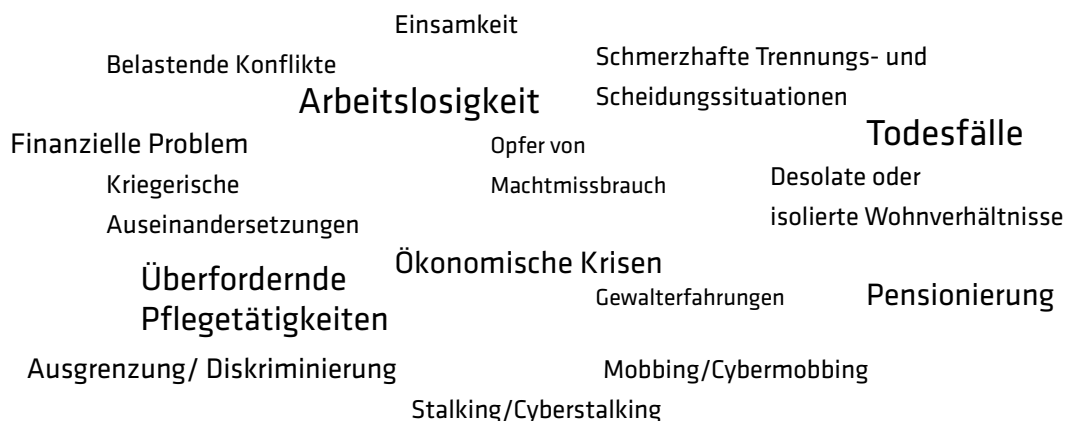 Einsamkeit
Belastende Konflikte
Schmerzhafte Trennungs- und
Scheidungssituationen
Arbeitslosigkeit
Todesfälle
Finanzielle Problem
Opfer von
Machtmissbrauch
Kriegerische
Auseinandersetzungen
Desolate oder
isolierte Wohnverhältnisse
Ökonomische Krisen
Überfordernde
Pflegetätigkeiten
Gewalterfahrungen
Pensionierung
Ausgrenzung/ Diskriminierung
Mobbing/Cybermobbing
Stalking/Cyberstalking